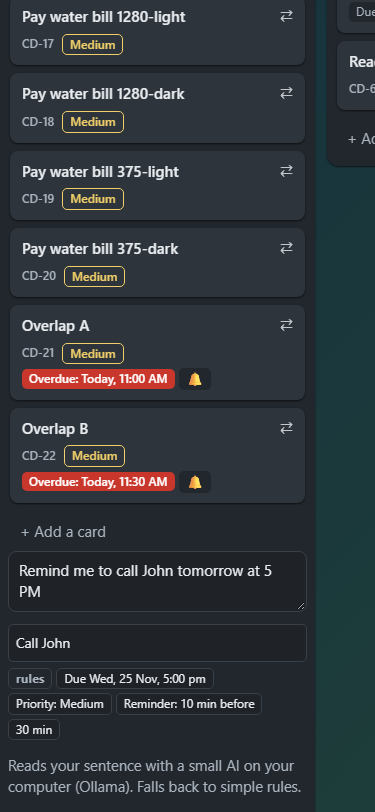 Pay water bill 1280-light
CD-17 Medium
Pay water bill 1280-dark
CD-18 Medium
Pay water bill 375-light
CD-19 Medium
Pay water bill 375-dark
CD-20 Medium
Overlap A
CD-21 Medium
Overdue: Today, 11:00 AM
Overlap B
CD-22 Medium
Overdue: Today, 11:30 AM
+ Add a card
Remind me to call John tomorrow at 5
PM
Call John
rules Due Wed, 25 Nov, 5:00 pm
Priority: Medium Reminder: 10 min before
30 min
Reads your sentence with a small AI on your
computer (Ollama). Falls back to simple rules.